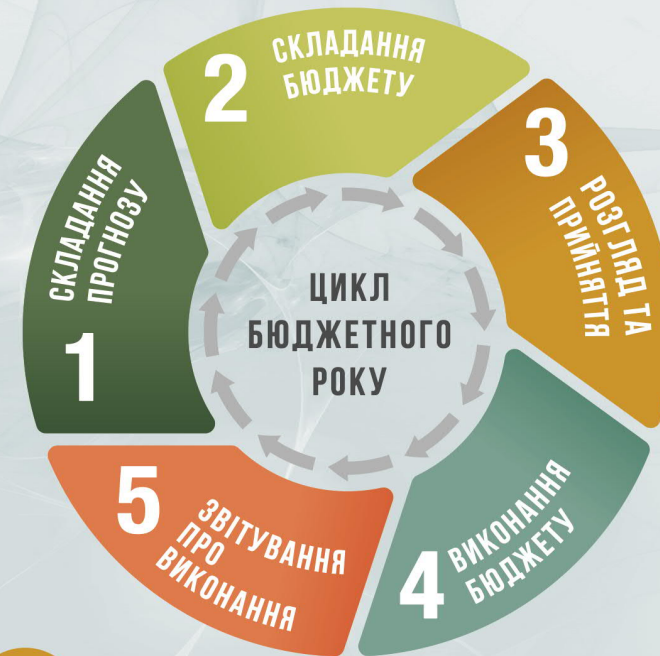 ЦИКЛ
БЮДЖЕТНОГО
РОКУ
1
СКЛАДАННЯ
ПРОГНОЗУ
2
СКЛАДАННЯ
БЮДЖЕТУ
3
РОЗГЛЯД ТА
ПРИЙНЯТТЯ
4
ВИКОНАННЯ
БЮДЖЕТУ
5
ЗВІТУВАННЯ
ПРО
ВИКОНАННЯ